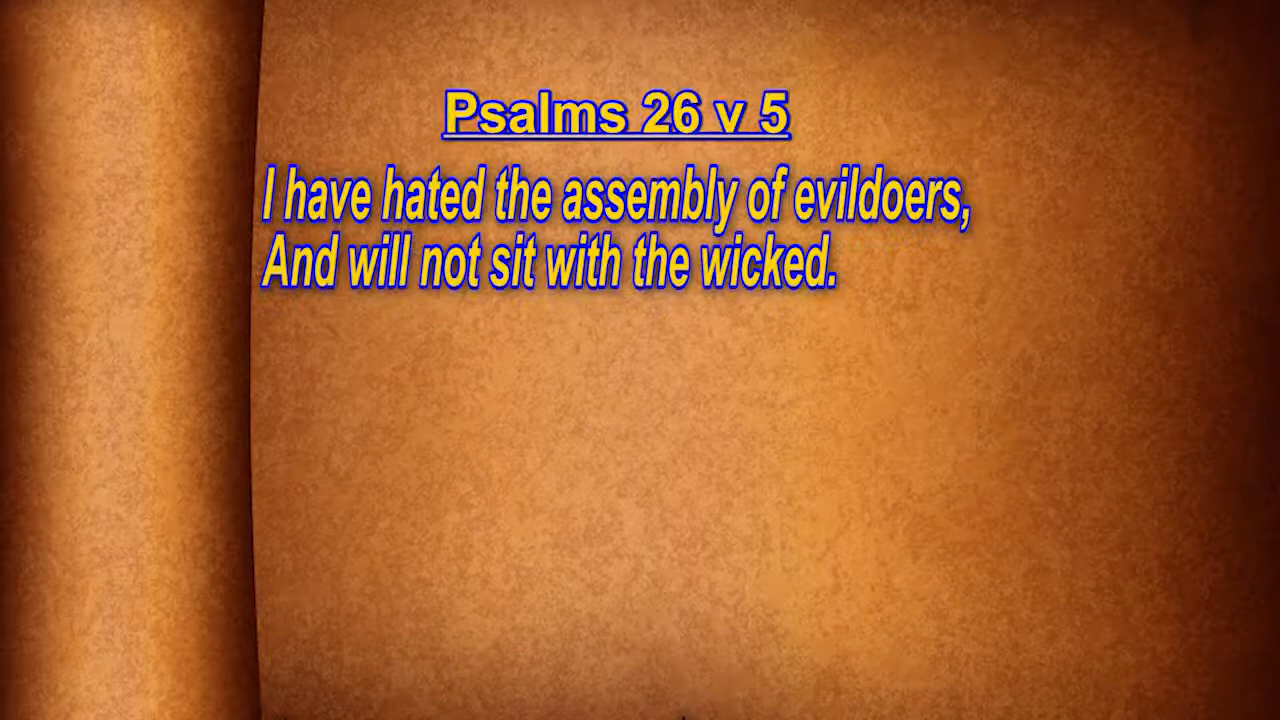 Psalms 26 v 5
I have hated the assembly of evildoers,
And will not sit with the wicked.